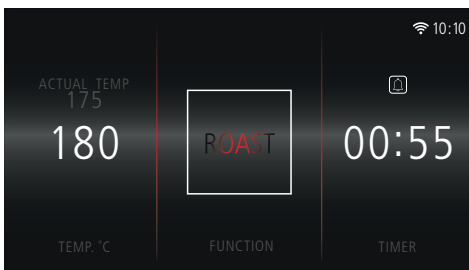 10:10
ACTUAL TEMP
175
180
ROAST
00:55
TEMP. °C
FUNCTION
TIMER